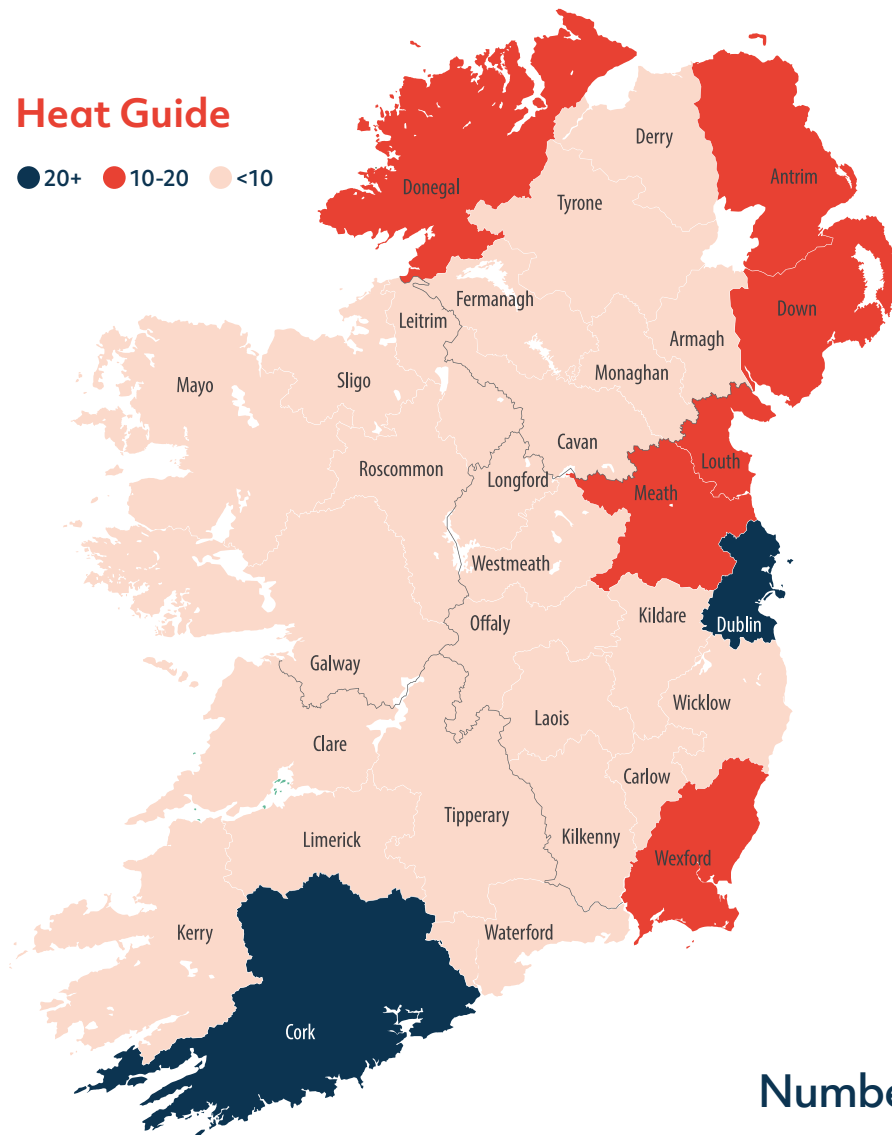 Heat Guide
20+ 10-20 <10
Derry
Donegal
Antrim
Tyrone
Fermanagh
Down
Leitrim
Armagh
Monaghan
Sligo
Mayo
Cavan
Roscommon
Louth
Longford
Meath
Westmeath
Kildare
Offaly
Dublin
Galway
Wicklow
Laois
Clare
Carlow
Tipperary
Kilkenny
Limerick
Wexford
Kerry
Waterford
Cork
Numbe